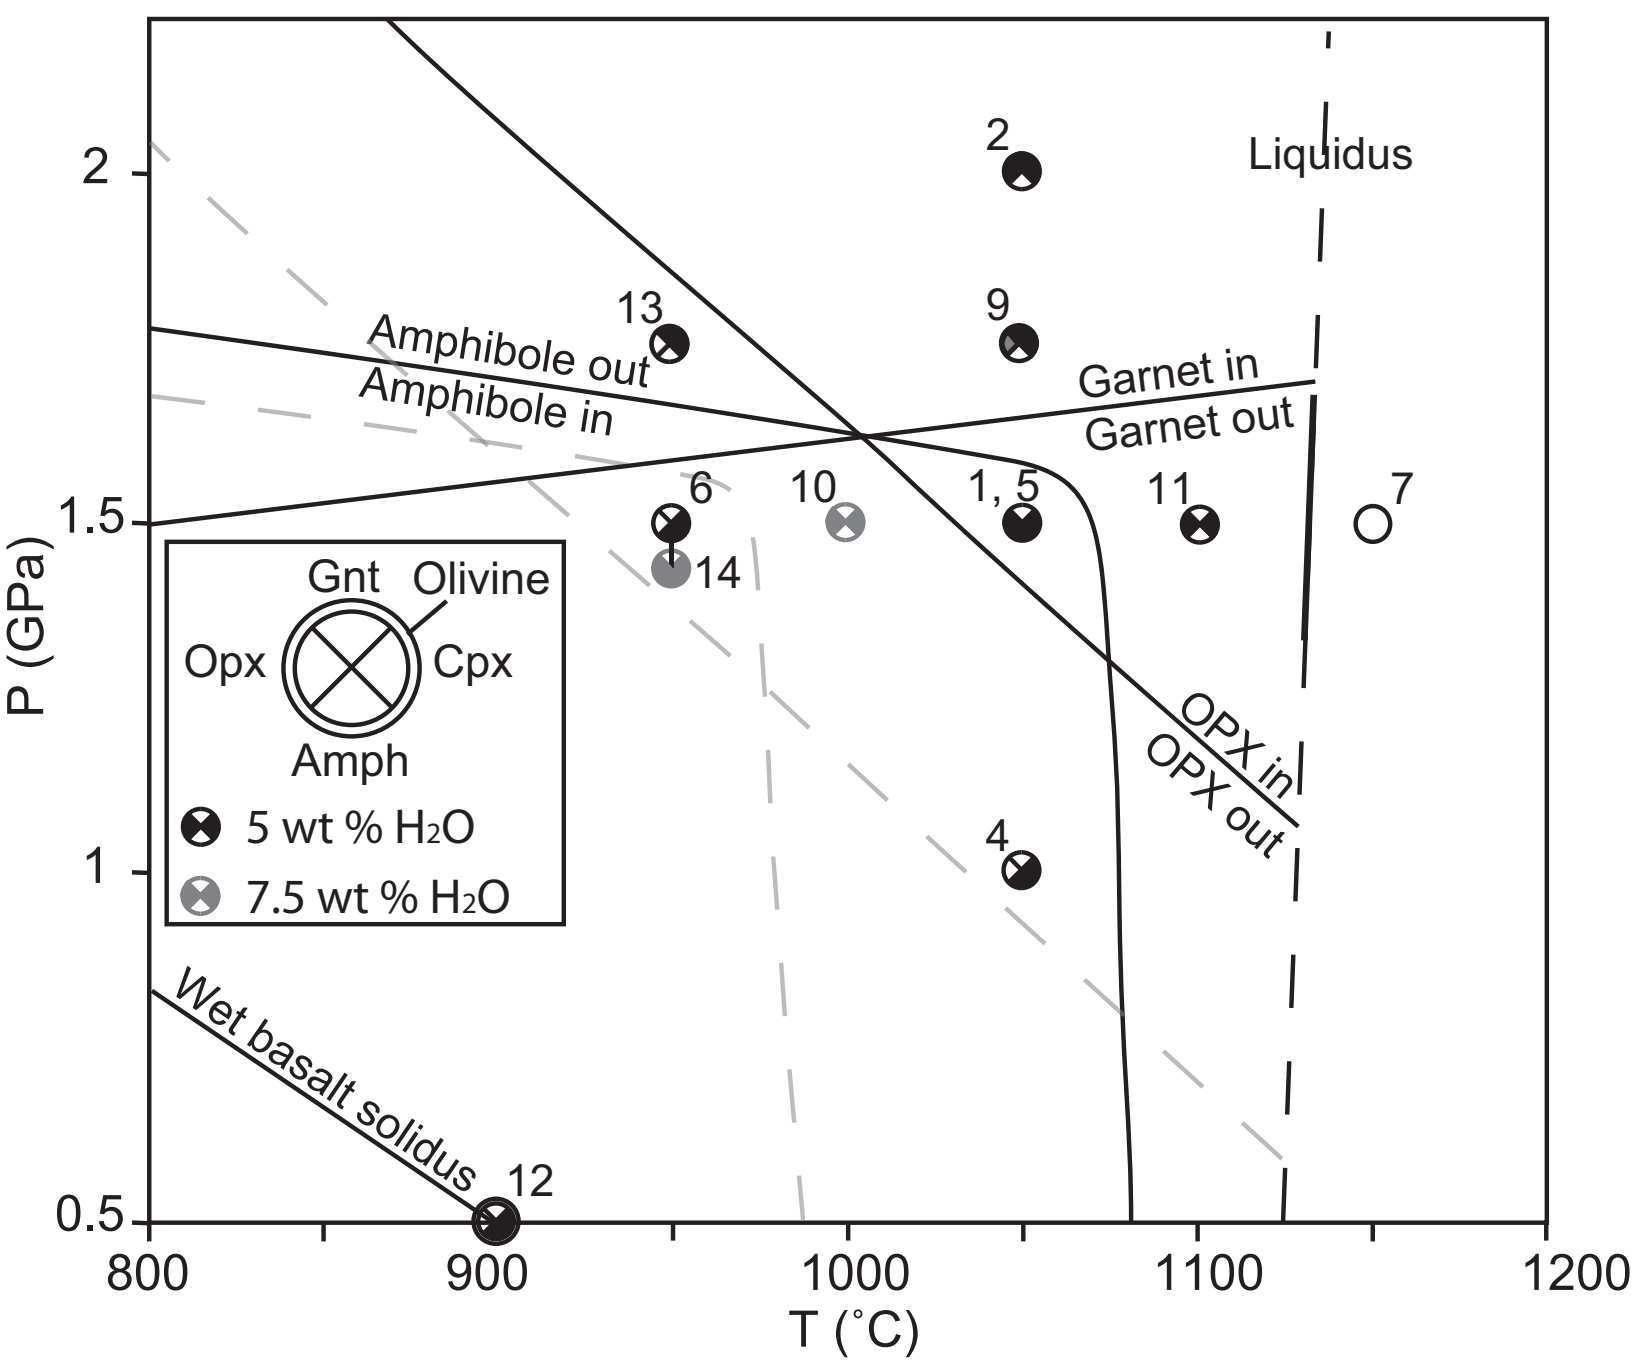 2
Liquidus
2
13
9
Amphibole out
Amphibole in
Garnet in
Garnet out
6
10
1, 5
11
7
1.5
14
Gnt
Olivine
Opx
Cpx
Amph
5 wt % H₂O
7.5 wt % H₂O
P (GPa)
OPX in
OPX out
4
1
Wet basalt solidus
12
0.5
800
900
1000
1100
1200
T (˚C)